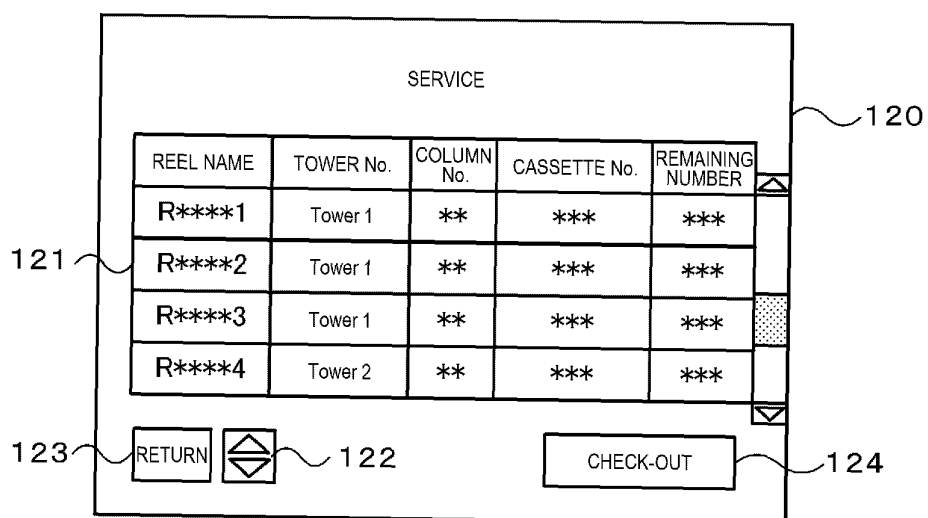 SERVICE
120
REEL NAME TOWER No. COLUMN No. CASSETTE No. REMAINING NUMBER
R****1 Tower 1 ** *** ***
121 R****2 Tower 1 ** *** ***
R****3 Tower 1 ** *** ***
R****4 Tower 2 ** *** ***
123 RETURN 122 CHECK-OUT 124